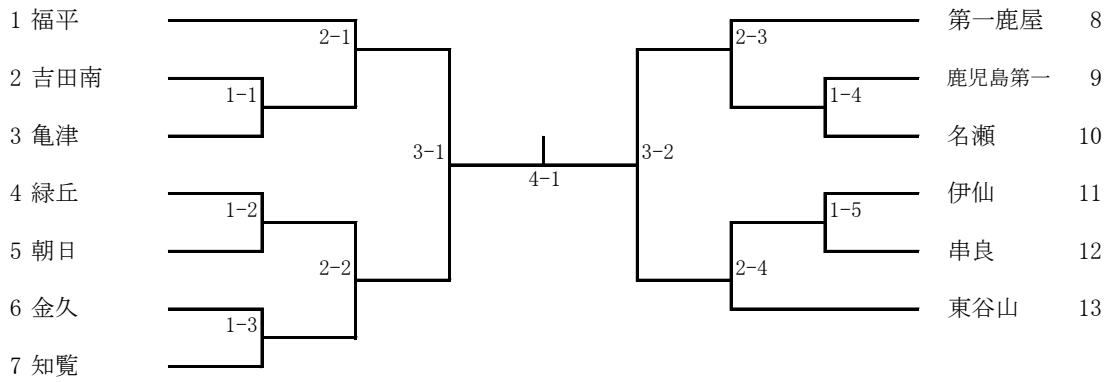 1 福平
2-1
2 吉田南
1-1
3 亀津
3-1
4 緑丘
1-2
5 朝日
2-2
6 金久
1-3
7 知覧
4-1
第一鹿屋 8
2-3
鹿児島第一 9
1-4
名瀬 10
3-2
伊仙 11
1-5
串良 12
2-4
東谷山 13